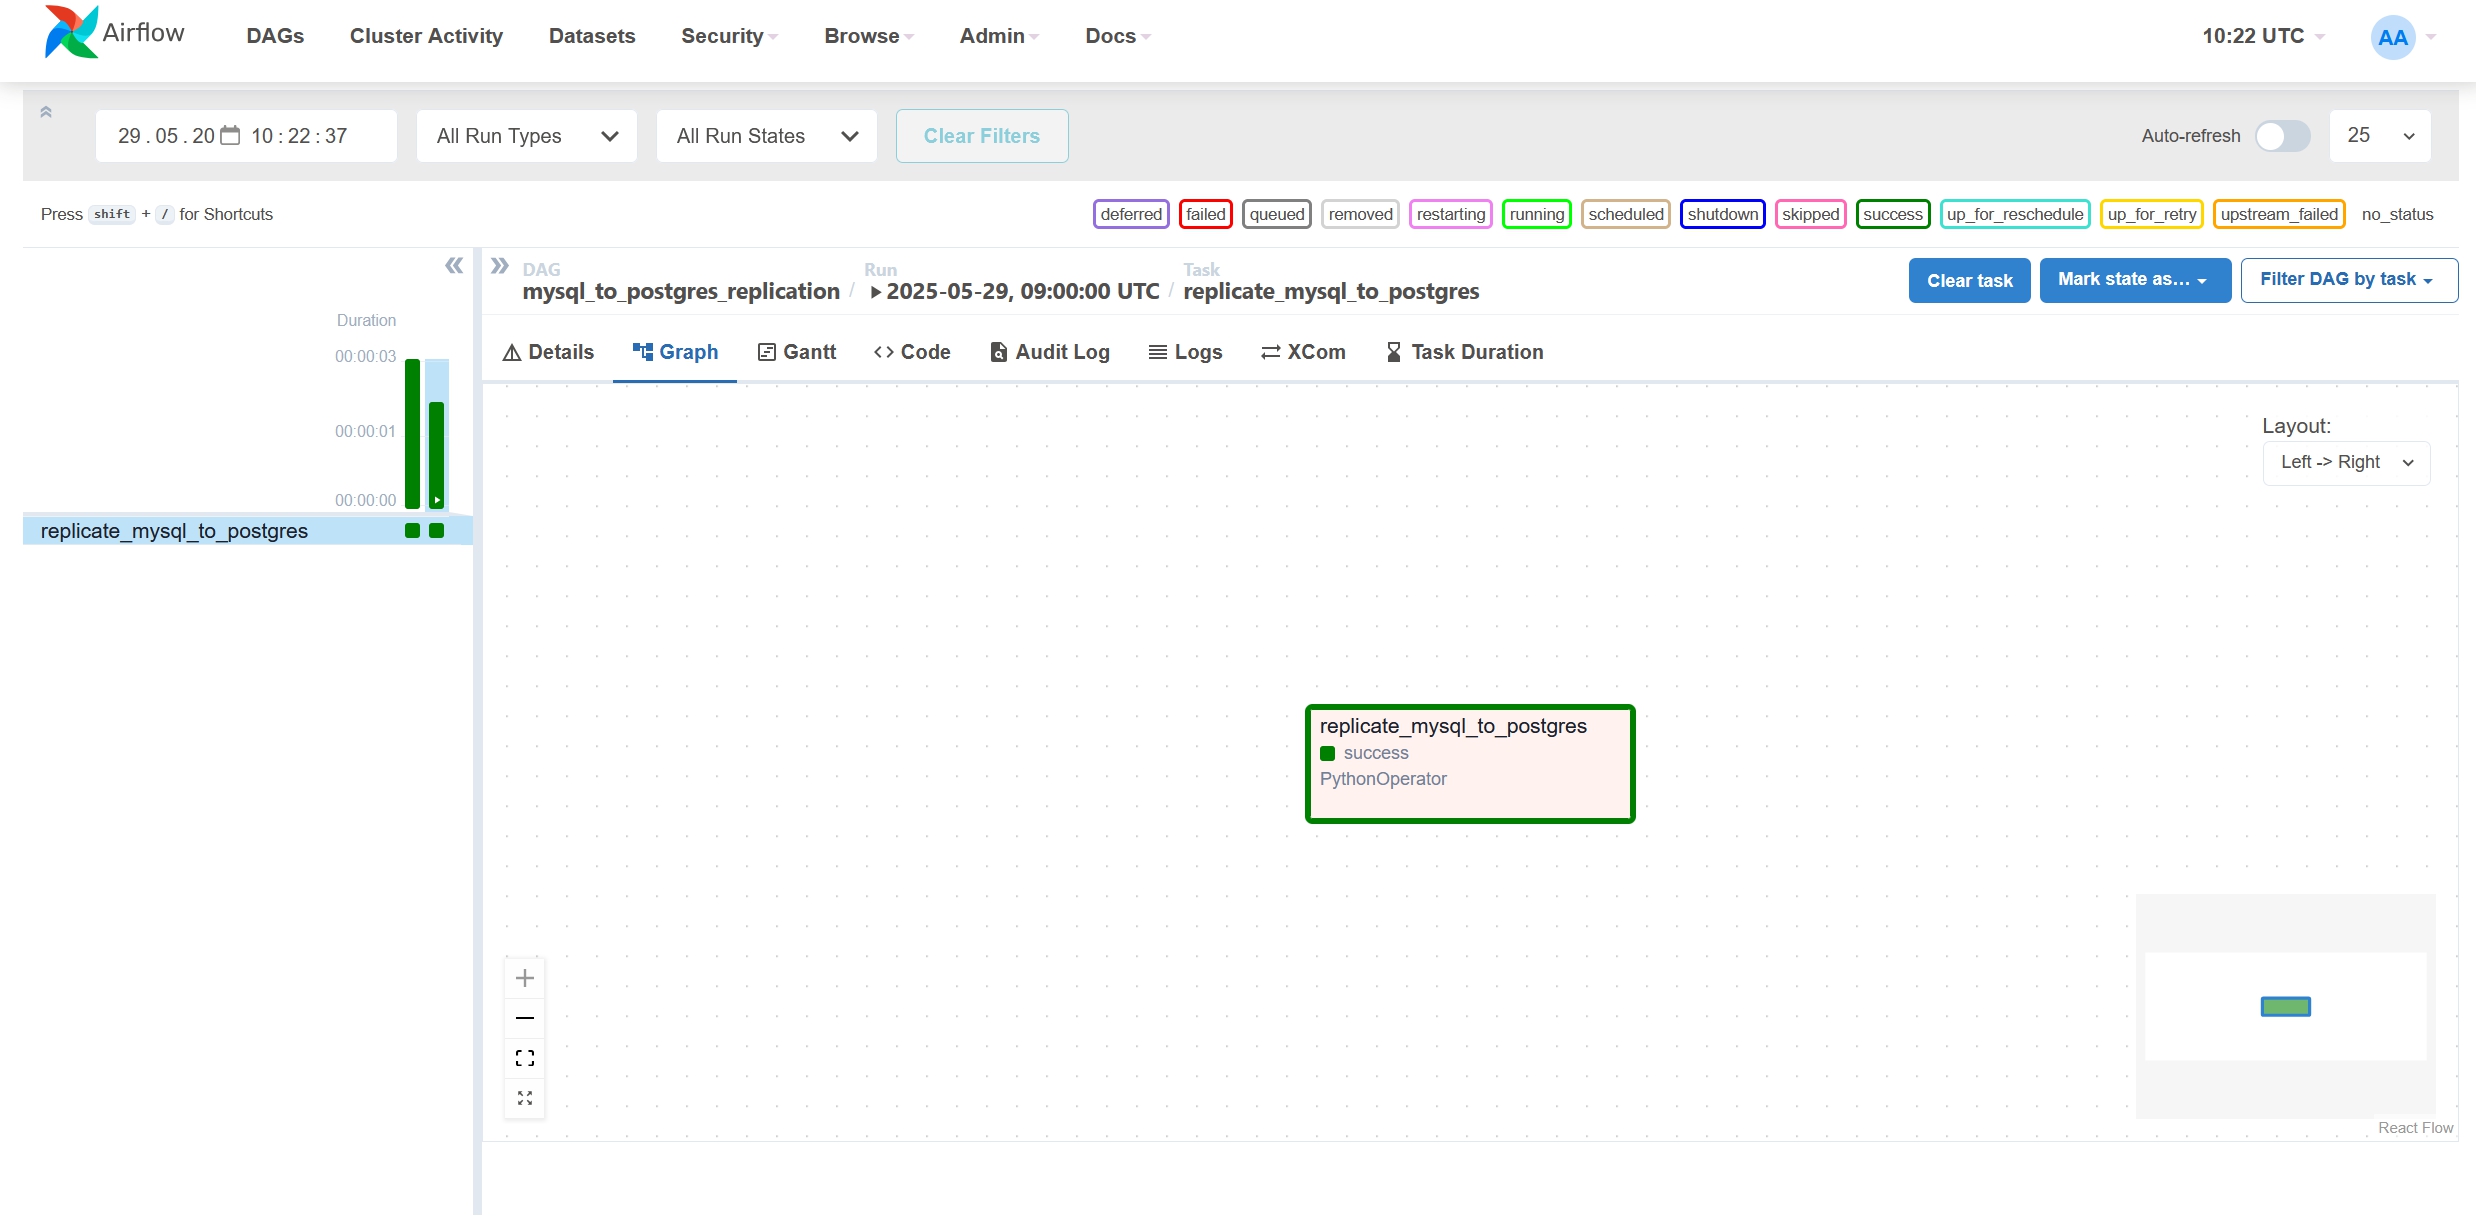 Airflow DAGs Cluster Activity Datasets Security Browse Admin Docs 10:22 UTC AA
29.05.20 10:22:37 All Run Types All Run States Clear Filters Auto-refresh 25
Press shift + / for Shortcuts deferred failed queued removed restarting running scheduled shutdown skipped success up_for_reschedule up_for_retry upstream_failed no_status
DAG Run Task
mysql_to_postgres_replication / 2025-05-29, 09:00:00 UTC / replicate_mysql_to_postgres
Clear task Mark state as... Filter DAG by task
Details Graph Gantt Code Audit Log Logs XCom Task Duration
Duration
00:00:03
00:00:01
00:00:00
replicate_mysql_to_postgres
Layout:
Left -> Right
replicate_mysql_to_postgres
success
PythonOperator
React Flow